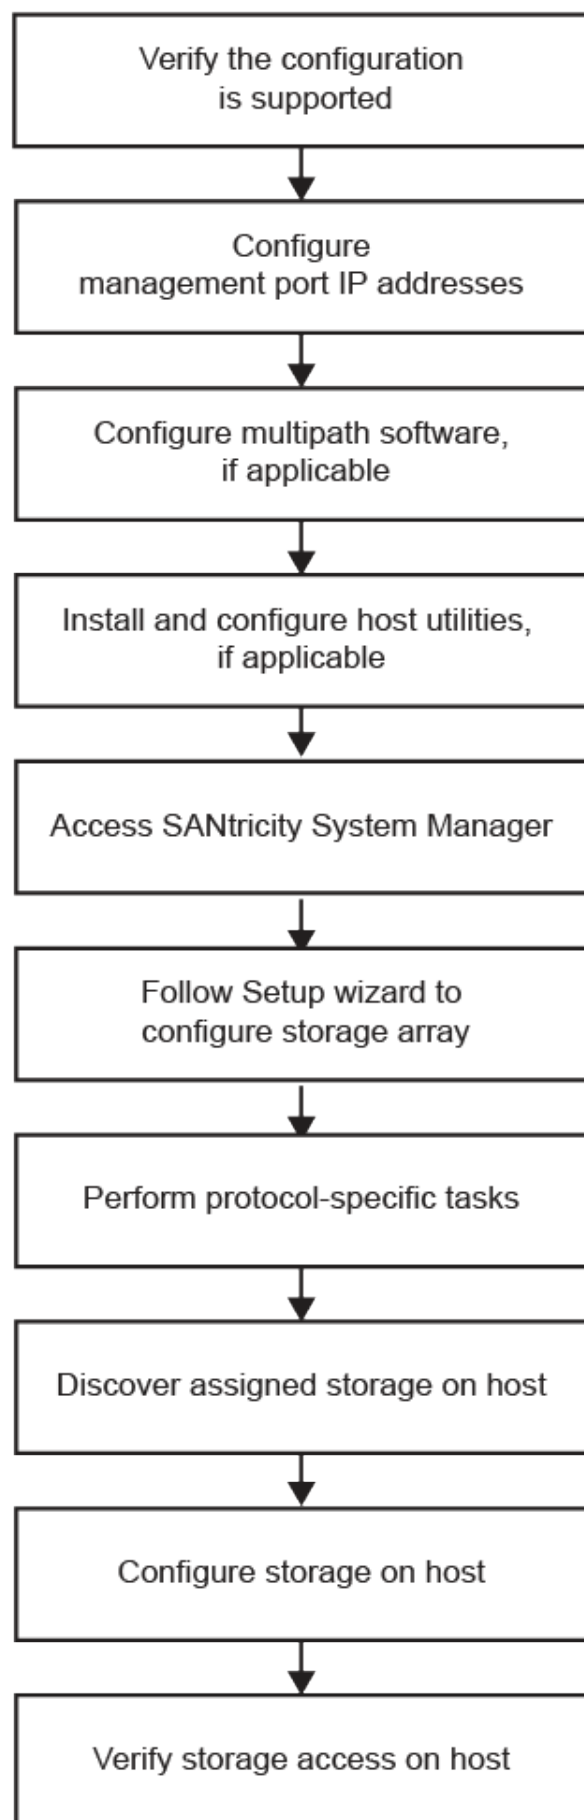 Verify the configuration
is supported
Configure
management port IP addresses
Configure multipath software,
if applicable
Install and configure host utilities,
if applicable
Access SANtricity System Manager
Follow Setup wizard to
configure storage array
Perform protocol-specific tasks
Discover assigned storage on host
Configure storage on host
Verify storage access on host